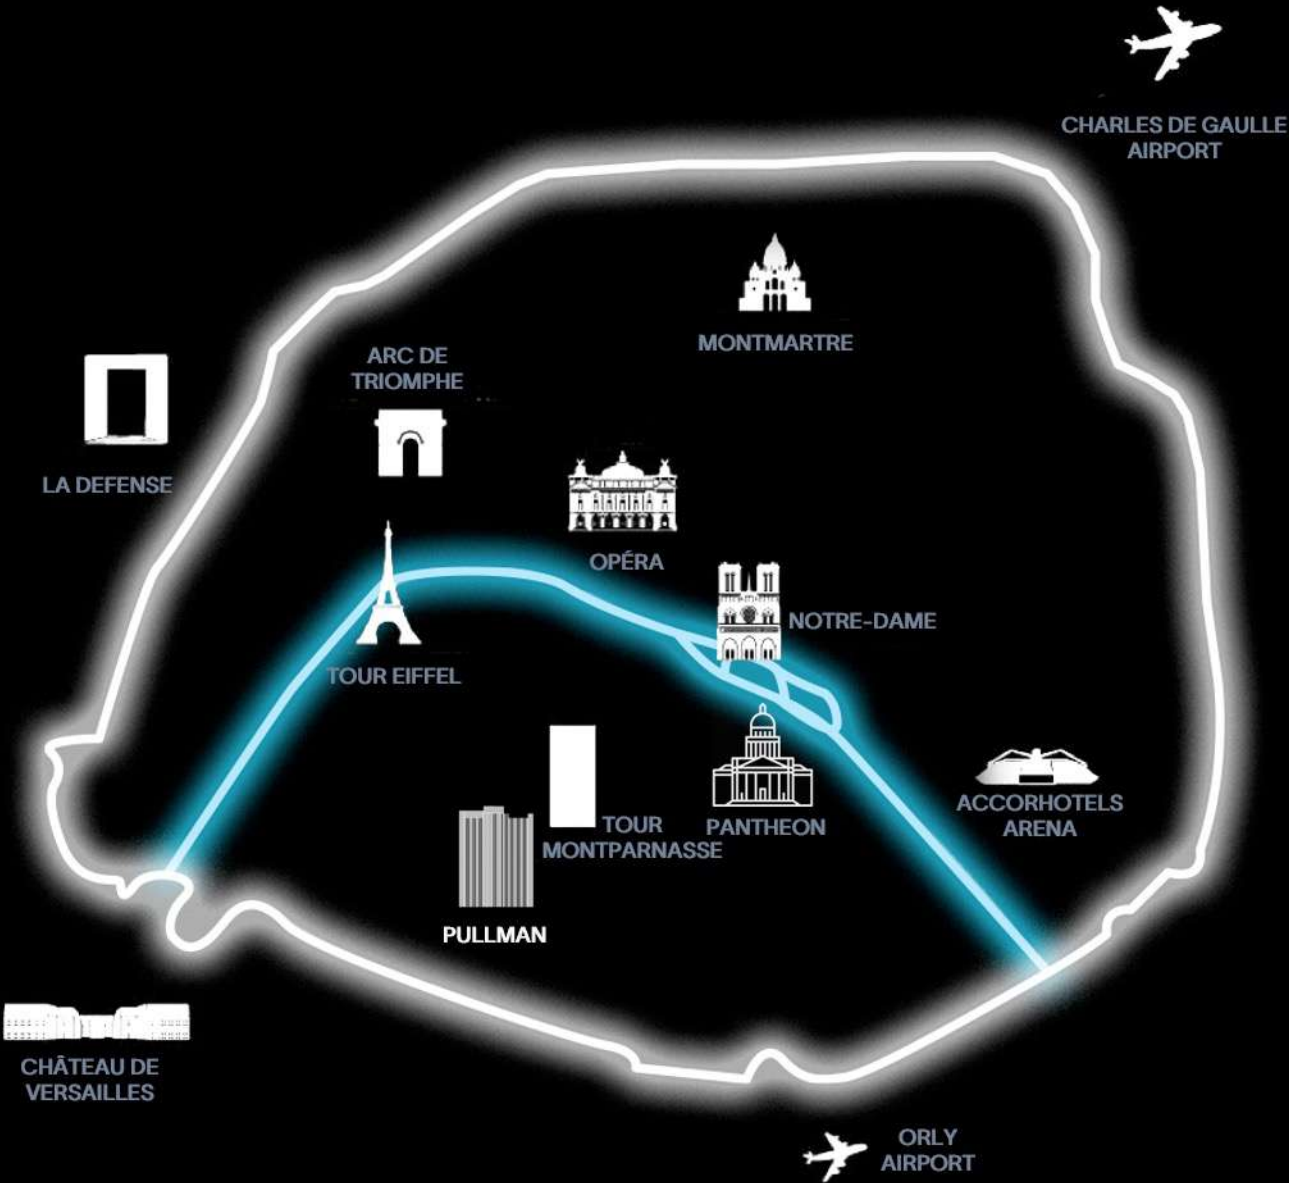 CHARLES DE GAULLE
AIRPORT
MONTMARTRE
ARC DE
TRIOMPHE
LA DEFENSE
OPÉRA
NOTRE-DAME
TOUR EIFFEL
ACCORHOTELS
ARENA
TOUR
MONTPARNASSE
PANTHEON
PULLMAN
CHÂTEAU DE
VERSAILLES
ORLY
AIRPORT